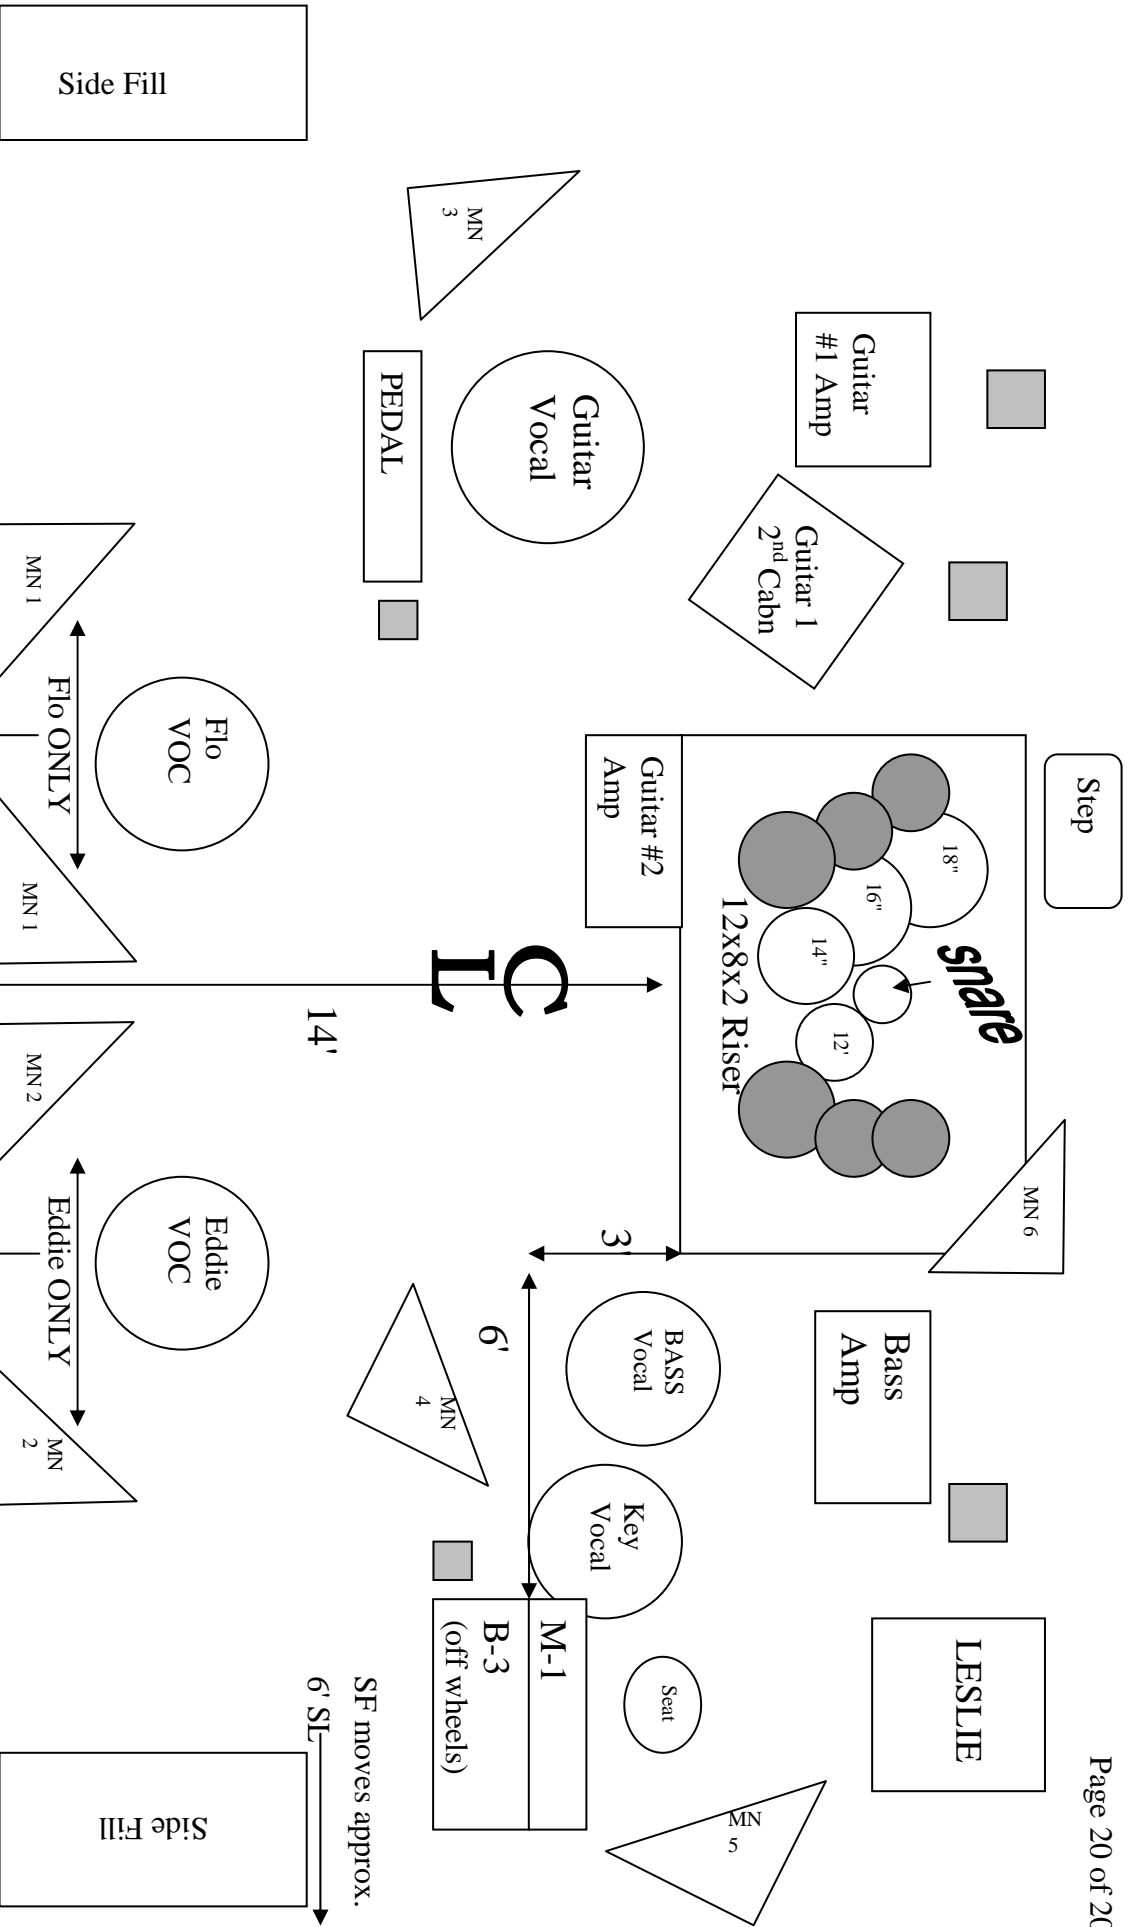 Page 20 of 20
Step
LESLIE
snare
18"
16"
14"
12'
12x8x2 Riser
MN 6
Guitar
#1 Amp
Guitar 1
2nd Cabn
Guitar #2
Amp
Bass
Amp
MN
5
Seat
BASS
Vocal
Key
Vocal
Guitar
Vocal
PEDAL
MN
3
CL
14'
3'
6'
MN
4
M-1
B-3
(off wheels)
SF moves approx.
6' SL
Side Fill
Flo
VOC
Eddie
VOC
Flo ONLY
Eddie ONLY
MN 1
MN 1
MN 2
MN
2
Side Fill